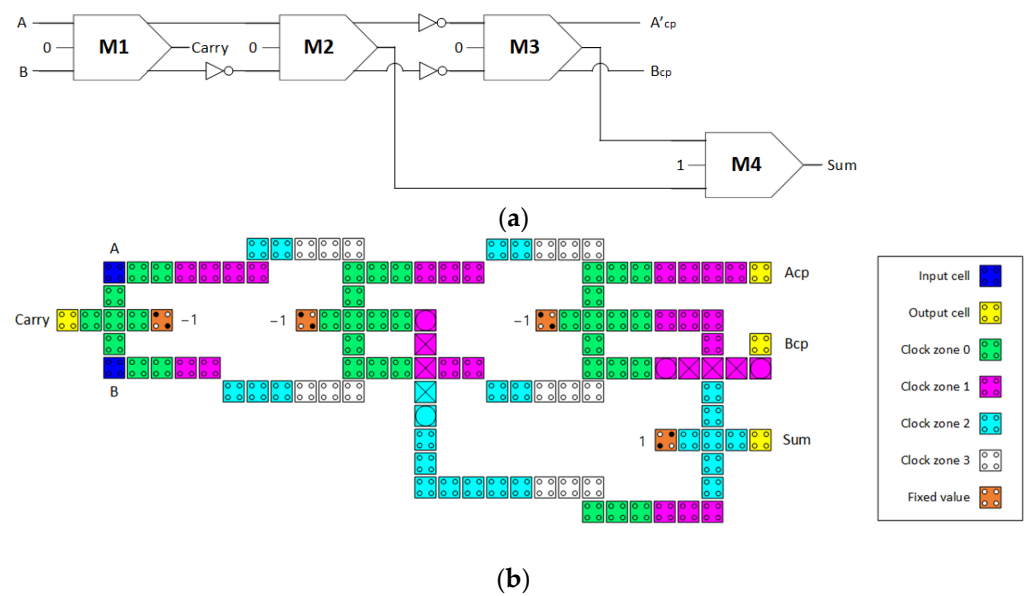 A
0
B
M1
Carry
0
M2
0
M3
A'cp
Bcp
1
M4
Sum
(a)
A
Carry
−1
B
−1
−1
Acp
Bcp
1
Sum
Input cell
Output cell
Clock zone 0
Clock zone 1
Clock zone 2
Clock zone 3
Fixed value
(b)